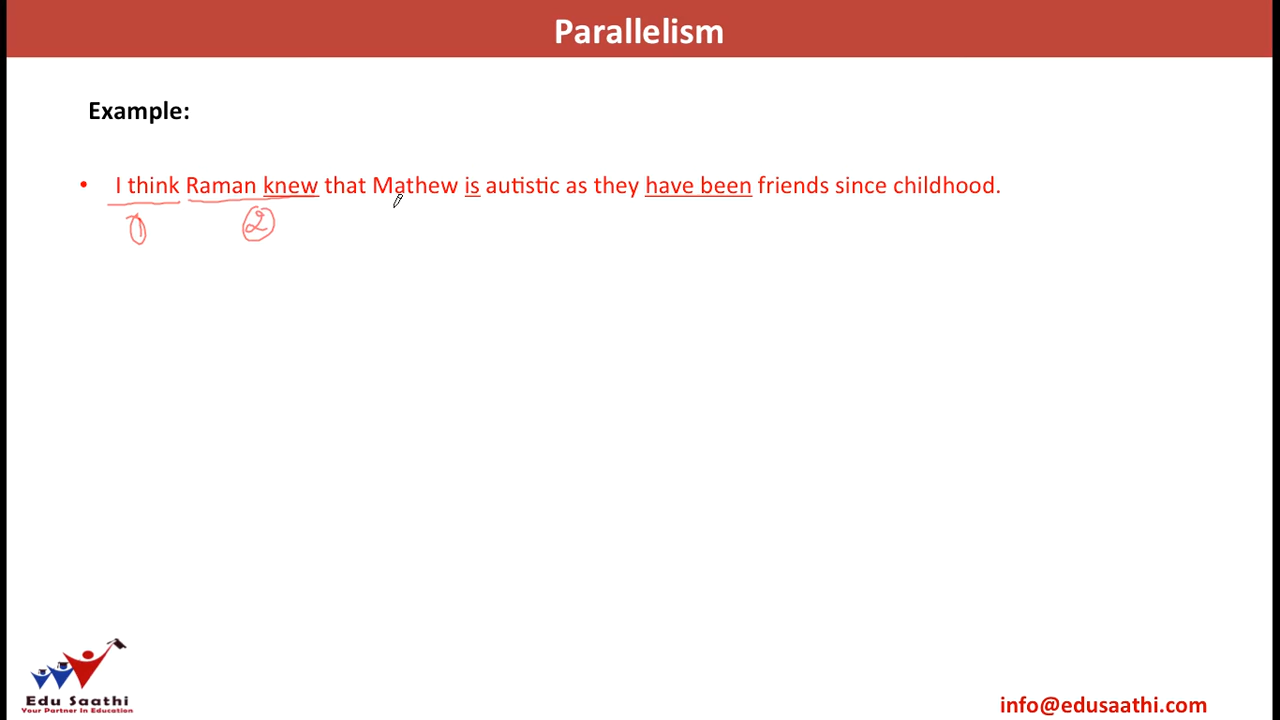 Parallelism
Example:
• I think Raman knew that Mathew is autistic as they have been friends since childhood.
1 2
Edu Saathi
Your Partner In Education
info@edusaathi.com